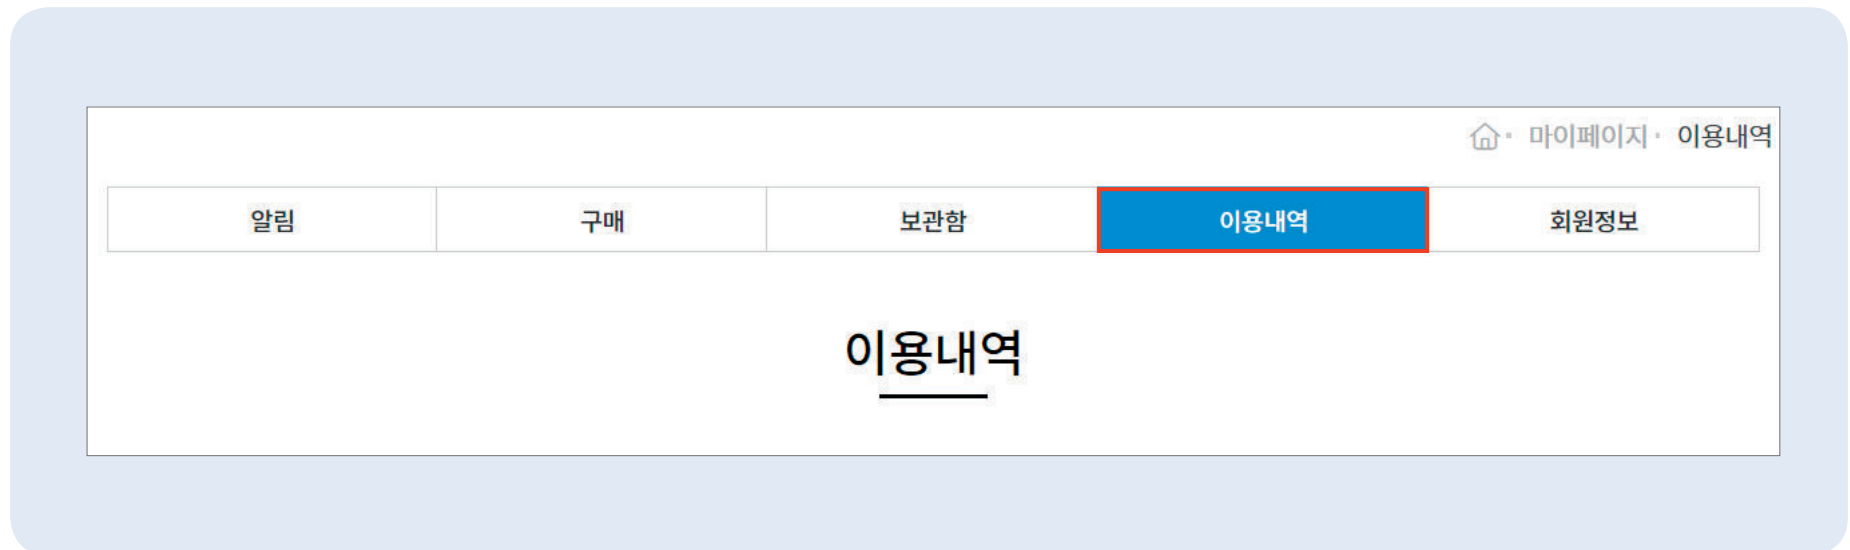 · 마이페이지 · 이용내역
알림 구매 보관함 이용내역 회원정보
이용내역